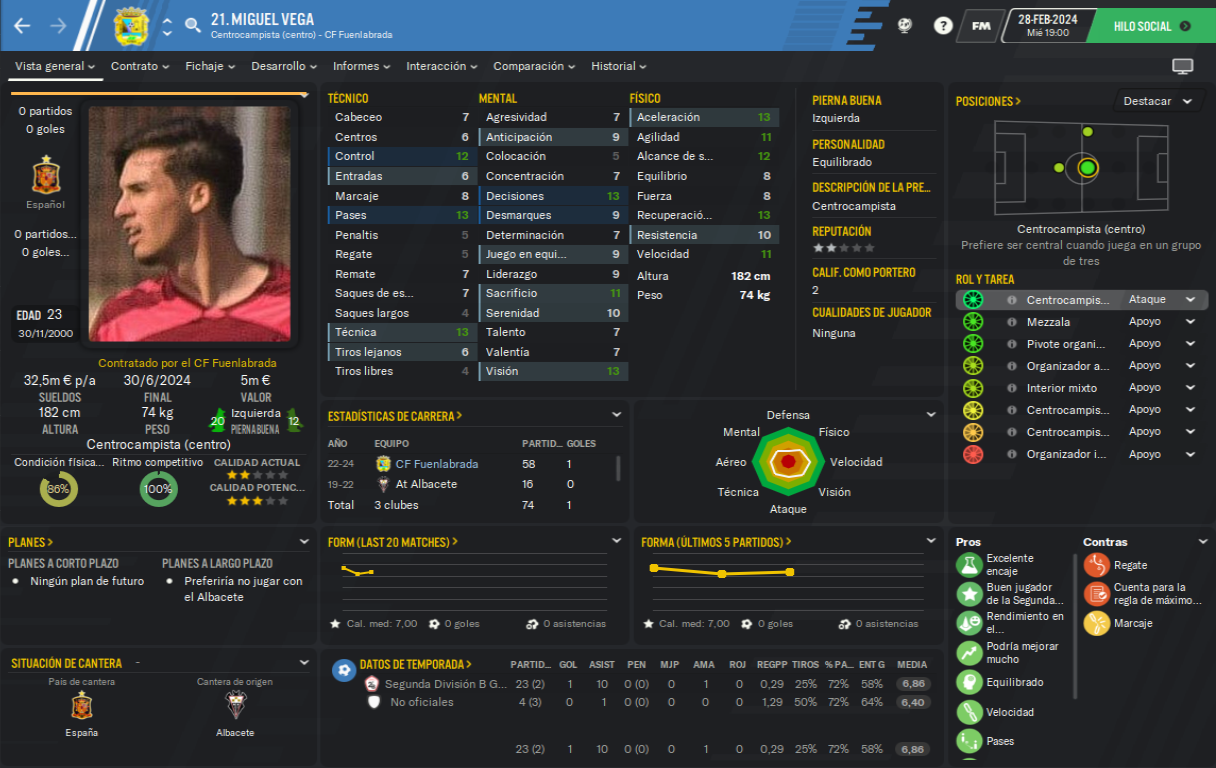 21. MIGUEL VEGA
Centrocampista (centro) - CF Fuenlabrada
?
FM
28-FEB-2024
Mié 19:00
HILO SOCIAL
Vista general
Contrato
Fichaje
Desarrollo
Informes
Interacción
Comparación
Historial
0 partidos
0 goles
Español
0 partidos...
0 goles...
EDAD 23
30/11/2000
Contratado por el CF Fuenlabrada
32,5m € p/a
SUELDOS
30/6/2024
FINAL
5m €
VALOR
182 cm
ALTURA
74 kg
PESO
20
Izquierda
PIERNA BUENA
12
Centrocampista (centro)
Condición física...
86%
Ritmo competitivo
100%
CALIDAD ACTUAL
CALIDAD POTENC...
TÉCNICO
Cabeceo 7
Centros 6
Control 12
Entradas 6
Marcaje 8
Pases 13
Penaltis 5
Regate 5
Remate 7
Saques de es... 7
Saques largos 4
Técnica 13
Tiros lejanos 6
Tiros libres 4
MENTAL
Agresividad 7
Anticipación 9
Colocación 5
Concentración 7
Decisiones 13
Desmarques 9
Determinación 7
Juego en equi... 9
Liderazgo 9
Sacrificio 11
Serenidad 10
Talento 7
Valentía 7
Visión 13
FÍSICO
Aceleración 13
Agilidad 11
Alcance de s... 12
Equilibrio 8
Fuerza 8
Recuperació... 13
Resistencia 10
Velocidad 11
Altura 182 cm
Peso 74 kg
PIERNA BUENA
Izquierda
PERSONALIDAD
Equilibrado
DESCRIPCIÓN DE LA PRE...
Centrocampista
REPUTACIÓN
CALIF. COMO PORTERO
2
CUALIDADES DE JUGADOR
Ninguna
POSICIONES >
Destacar
Centrocampista (centro)
Prefiere ser central cuando juega en un grupo
de tres
ROL Y TAREA
Centrocampis... Ataque
Mezzala Apoyo
Pivote organi... Apoyo
Organizador a... Apoyo
Interior mixto Apoyo
Centrocampis... Apoyo
Centrocampis... Apoyo
Organizador i... Apoyo
ESTADÍSTICAS DE CARRERA >
AÑO EQUIPO PARTID... GOLES
22-24 CF Fuenlabrada 58 1
19-22 At Albacete 16 0
Total 3 clubes 74 1
Defensa
Mental
Físico
Aéreo
Velocidad
Técnica
Visión
Ataque
PLANES >
PLANES A CORTO PLAZO
• Ningún plan de futuro
PLANES A LARGO PLAZO
• Preferiría no jugar con
el Albacete
FORM (LAST 20 MATCHES) >
Cal. med: 7,00
0 goles
0 asistencias
FORMA (ÚLTIMOS 5 PARTIDOS) >
Cal. med: 7,00
0 goles
0 asistencias
Pros
Excelente
encaje
Buen jugador
de la Segunda...
Rendimiento en
el...
Podría mejorar
mucho
Equilibrado
Velocidad
Pases
Contras
Regate
Cuenta para la
regla de máximo...
Marcaje
SITUACIÓN DE CANTERA -
País de cantera
España
Cantera de origen
Albacete
DATOS DE TEMPORADA > PARTID... GOL ASIST PEN MJP AMA ROJ REGPP TIROS % PA... ENT G MEDIA
Segunda División B G... 23 (2) 1 10 0 (0) 0 1 0 0,29 25% 72% 58% 6,86
No oficiales 4 (3) 0 1 0 (0) 0 0 0 1,29 50% 72% 64% 6,40
23 (2) 1 10 0 (0) 0 1 0 0,29 25% 72% 58% 6,86